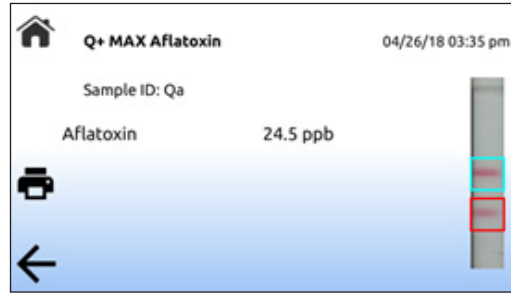 Q+ MAX Aflatoxin 04/26/18 03:35 pm
Sample ID: Qa
Aflatoxin 24.5 ppb